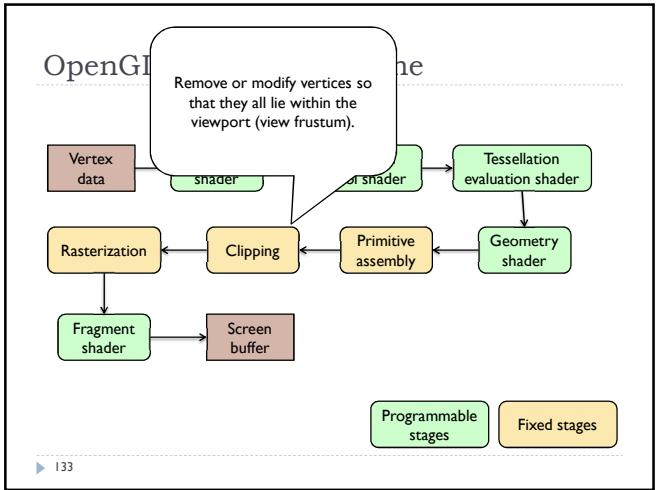 OpenGL
ne
Remove or modify vertices so
that they all lie within the
viewport (view frustum).
Vertex
data
shader
shader
Tessellation
evaluation shader
Rasterization
Clipping
Primitive
assembly
Geometry
shader
Fragment
shader
Screen
buffer
Programmable
stages
Fixed stages
133